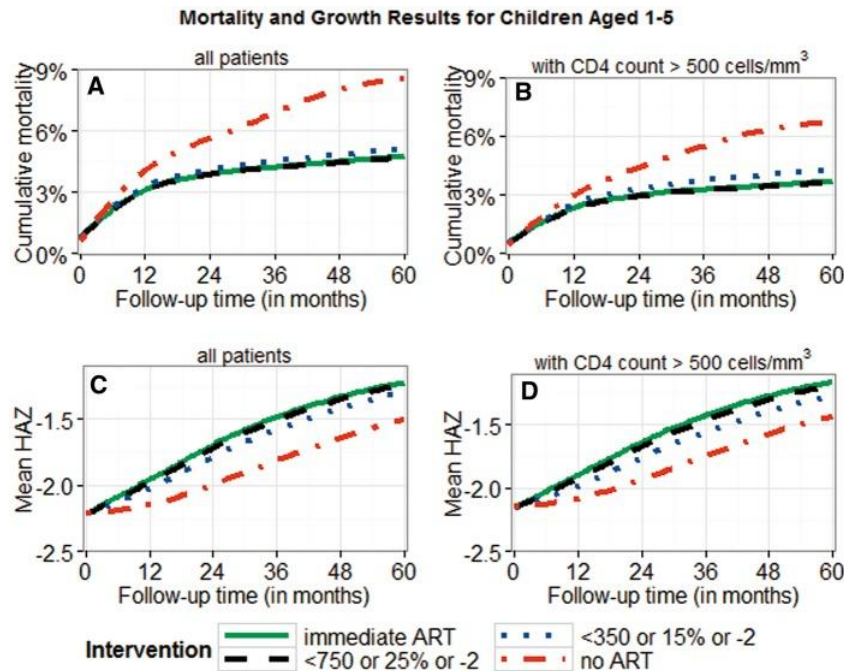 Mortality and Growth Results for Children Aged 1-5
all patients
A
Cumulative mortality
9%
6%
3%
0%
0 12 24 36 48 60
Follow-up time (in months)
with CD4 count > 500 cells/mm³
B
Cumulative mortality
9%
6%
3%
0%
0 12 24 36 48 60
Follow-up time (in months)
all patients
C
Mean HAZ
-1.5
-2.0
-2.5
0 12 24 36 48 60
Follow-up time (in months)
with CD4 count > 500 cells/mm³
D
Mean HAZ
-1.5
-2.0
-2.5
0 12 24 36 48 60
Follow-up time (in months)
Intervention
immediate ART
<350 or 15% or -2
<750 or 25% or -2
no ART